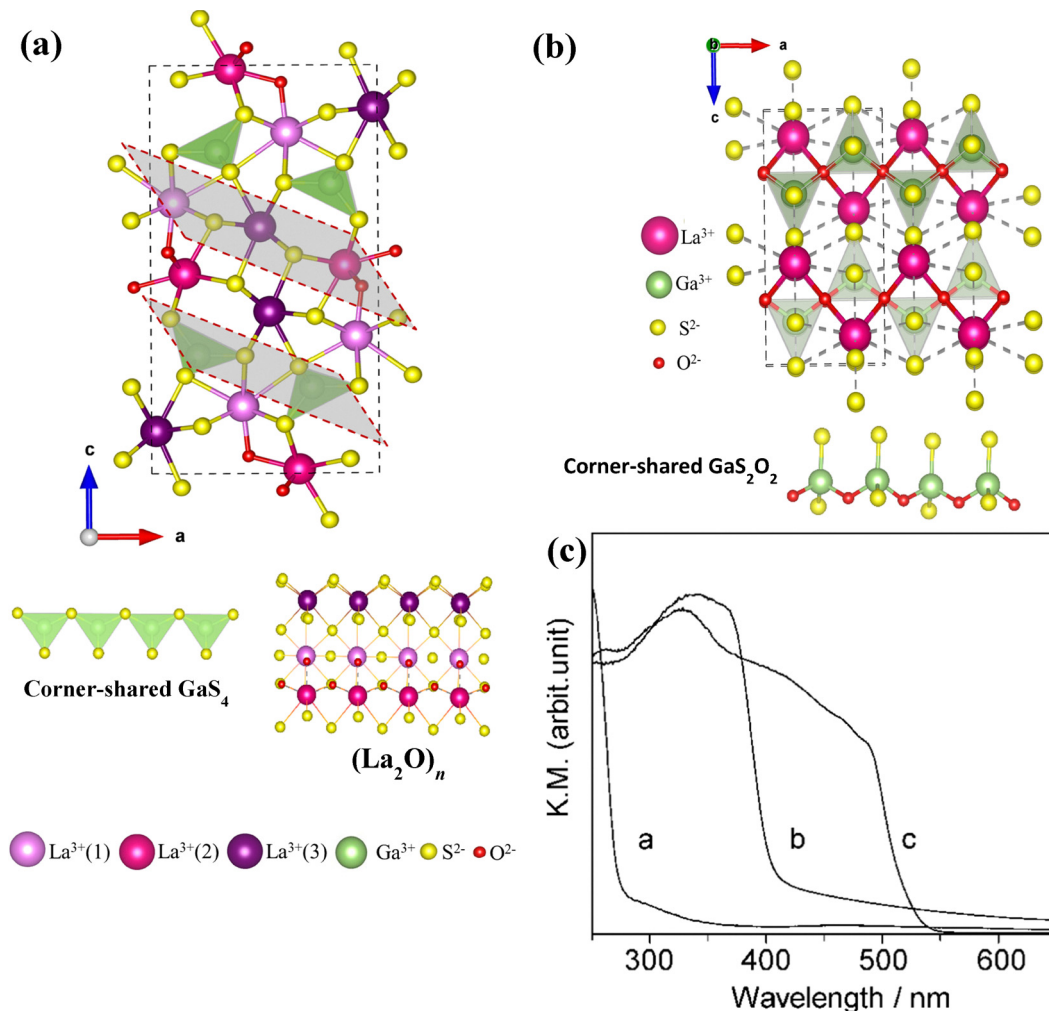 (a)
c
a
Corner-shared GaS₄
(La₂O)ₙ
La³⁺(1) La³⁺(2) La³⁺(3) Ga³⁺ S²⁻ O²⁻
(b)
b
a
c
La³⁺
Ga³⁺
S²⁻
O²⁻
Corner-shared GaS₂O₂
(c)
K.M. (arbit.unit)
a
b
c
300 400 500 600
Wavelength / nm